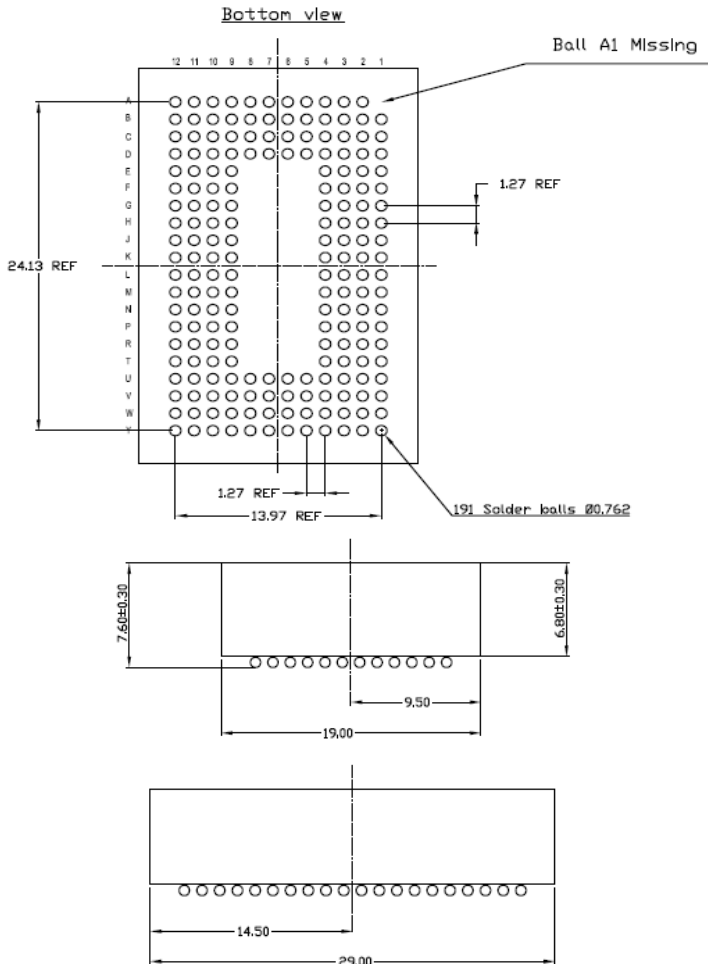 Bottom view
Ball A1 Missing
12 11 10 9 8 7 6 5 4 3 2 1
A
B
C
D
E
F
G
H
J
K
L
M
N
P
R
T
U
V
W
Y
1.27 REF
24.13 REF
1.27 REF
13.97 REF
191 Solder balls Ø0,762
7.60±0.30
6.80±0.30
9.50
19.00
14.50
29.00